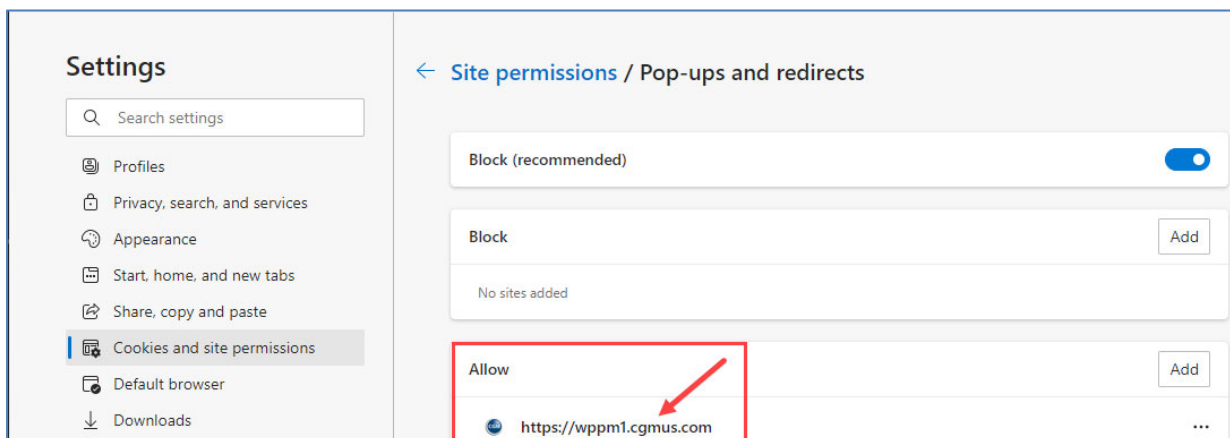 Settings
Search settings
Profiles
Privacy, search, and services
Appearance
Start, home, and new tabs
Share, copy and paste
Cookies and site permissions
Default browser
Downloads
Site permissions / Pop-ups and redirects
Block (recommended)
Block
Add
No sites added
Allow
Add
CGM
https://wppm1.cgmus.com